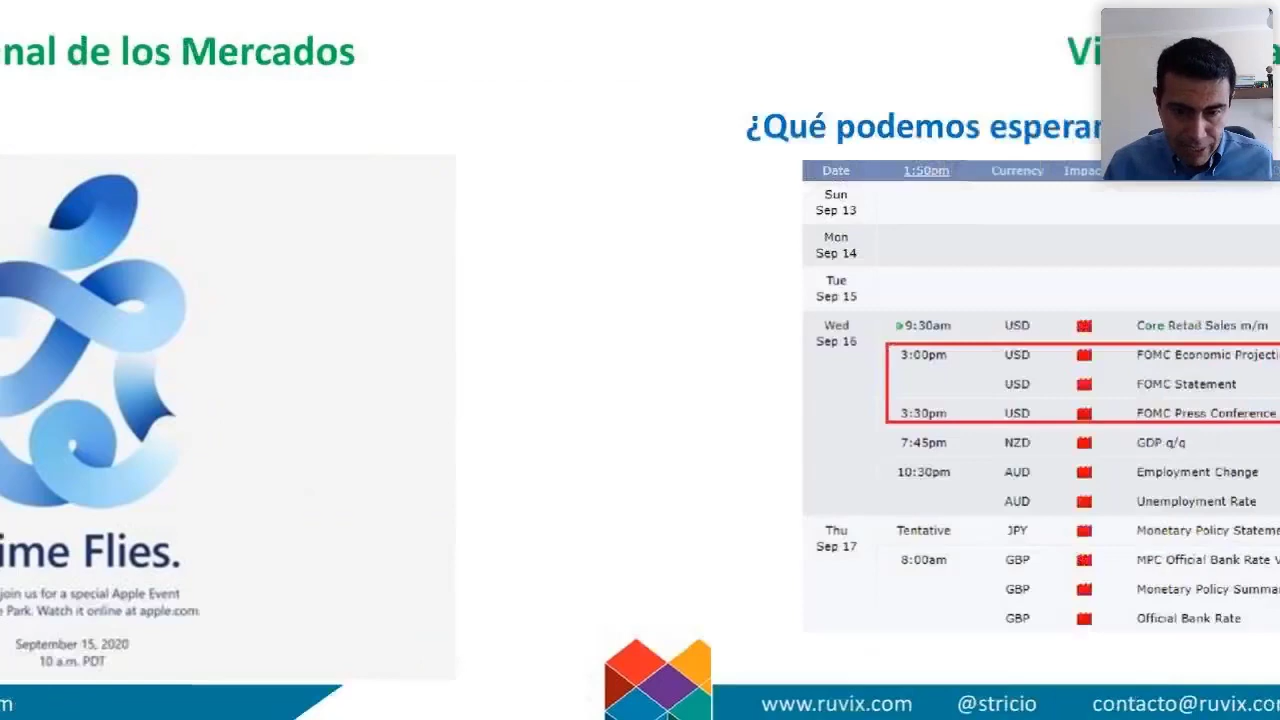 nal de los Mercados
ime Flies.
join us for a special Apple Event
Park. Watch it online at apple.com.
September 15, 2020
10 a.m. PDT
m
Vi
¿Qué podemos esperar
Date 1:50pm Currency Impac
Sun
Sep 13
Mon
Sep 14
Tue
Sep 15
Wed
Sep 16
9:30am USD Core Retail Sales m/m
3:00pm USD FOMC Economic Projecti
USD FOMC Statement
3:30pm USD FOMC Press Conference
7:45pm NZD GDP q/q
10:30pm AUD Employment Change
AUD Unemployment Rate
Thu
Sep 17
Tentative JPY Monetary Policy Stateme
8:00am GBP MPC Official Bank Rate V
GBP Monetary Policy Summa
GBP Official Bank Rate
www.ruvix.com @stricio contacto@ruvix.co